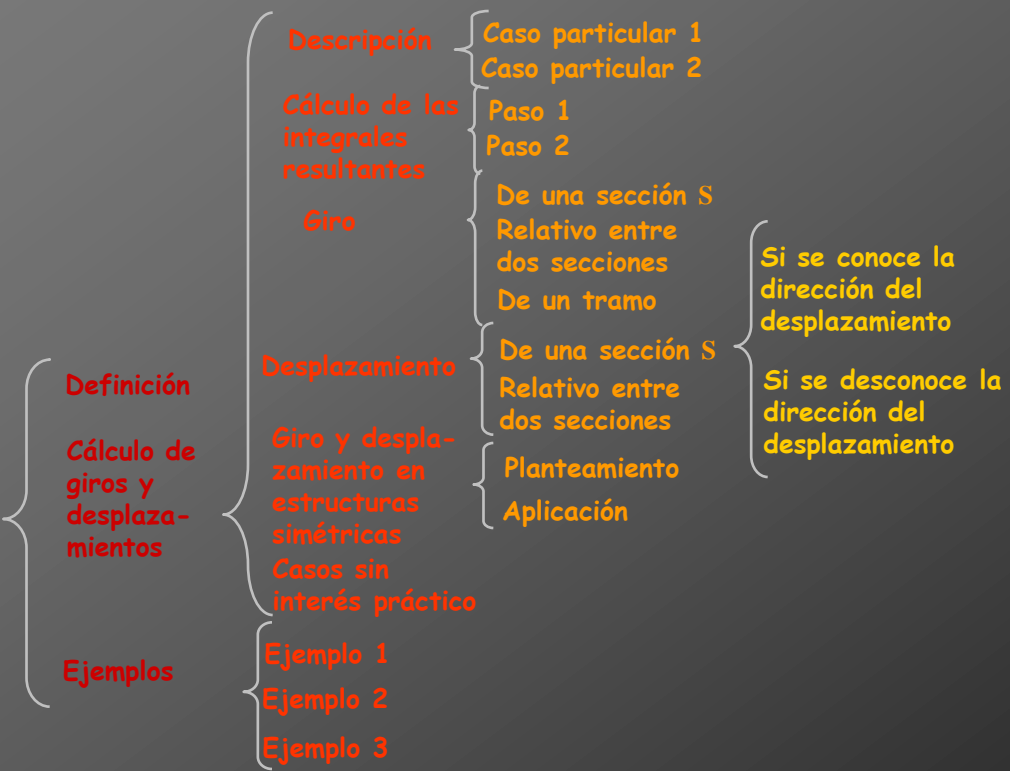 Definición
Cálculo de
giros y
desplaza-
mientos
Ejemplos
Descripción
Cálculo de las
integrales
resultantes
Giro
Desplazamiento
Giro y despla-
zamiento en
estructuras
simétricas
Casos sin
interés práctico
Ejemplo 1
Ejemplo 2
Ejemplo 3
Caso particular 1
Caso particular 2
Paso 1
Paso 2
De una sección S
Relativo entre
dos secciones
De un tramo
De una sección S
Relativo entre
dos secciones
Planteamiento
Aplicación
Si se conoce la
dirección del
desplazamiento
Si se desconoce la
dirección del
desplazamiento